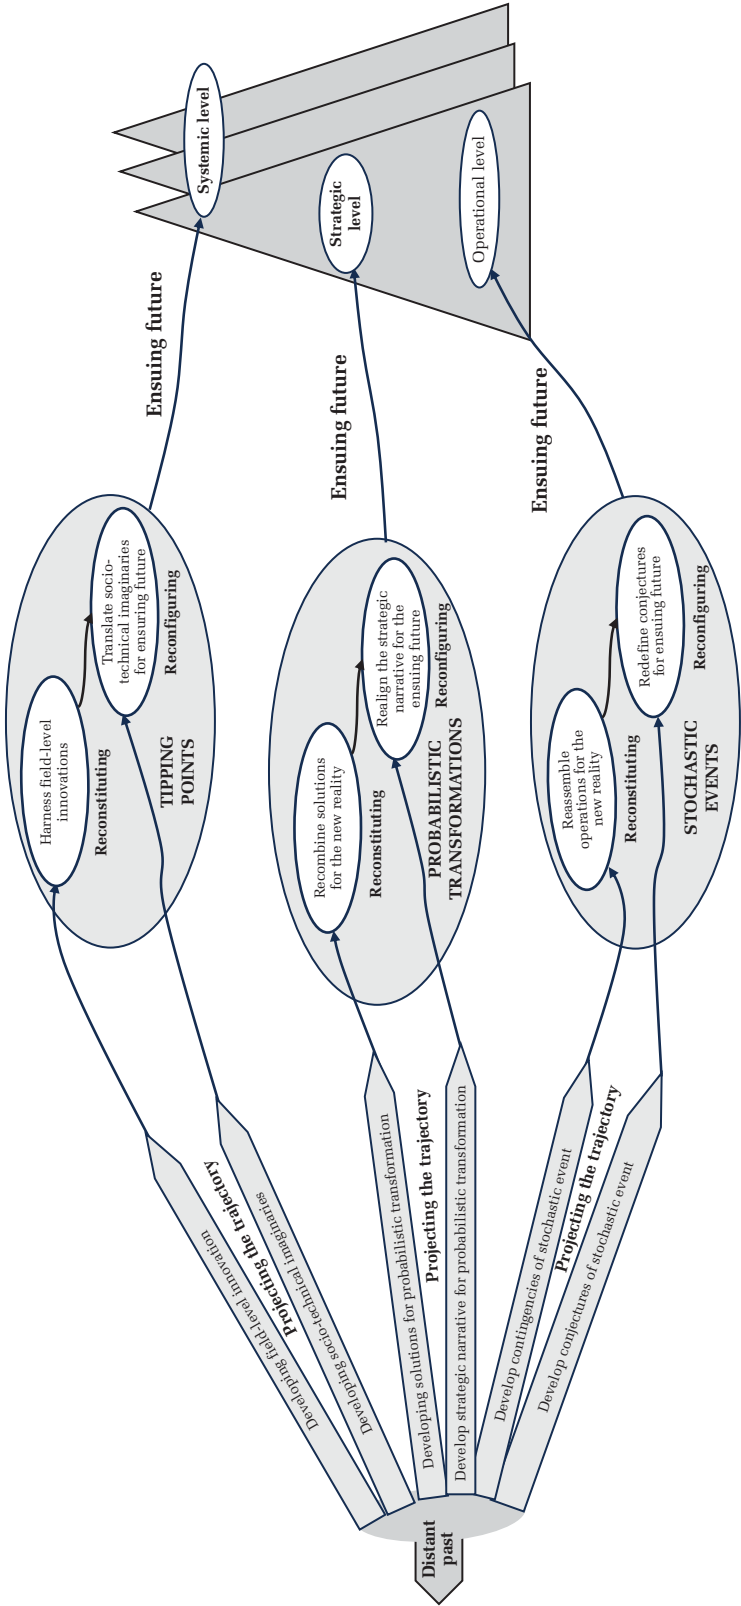 Distant
past
Developing field-level innovation
Projecting the trajectory
Developing socio-technical imaginaries
Developing solutions for probabilistic transformation
Projecting the trajectory
Develop strategic narrative for probabilistic transformation
Develop contingencies of stochastic event
Projecting the trajectory
Develop conjectures of stochastic event
Harness field-level
innovations
Reconstituting
Translate socio-
technical imaginaries
for ensuring future
Reconfiguring
TIPPING
POINTS
Recombine solutions
for the new reality
Reconstituting
Realign the strategic
narrative for the
ensuing future
Reconfiguring
PROBABILISTIC
TRANSFORMATIONS
Reassemble
operations for the
new reality
Reconstituting
Redefine conjectures
for ensuing future
Reconfiguring
STOCHASTIC
EVENTS
Ensuing future
Ensuing future
Ensuing future
Systemic level
Strategic
level
Operational level